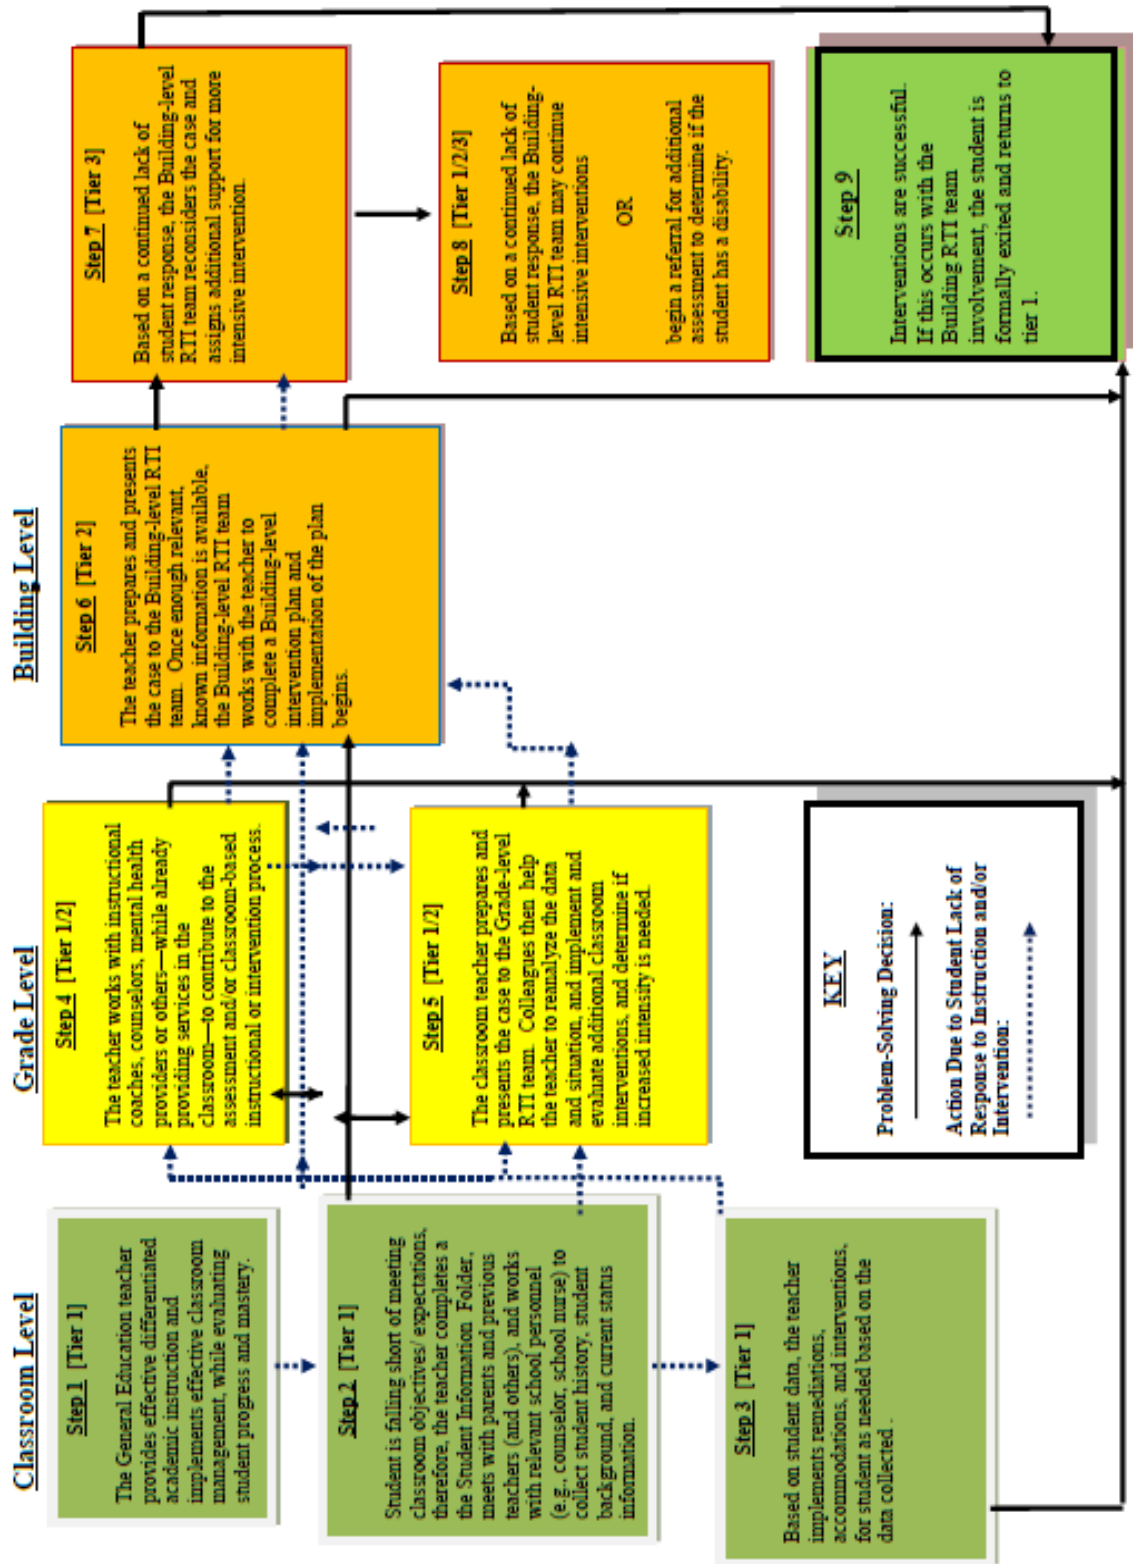 Classroom Level
Step 1 [Tier 1]
The General Education teacher
provides effective differentiated
academic instruction and
implements effective classroom
management, while evaluating
student progress and mastery.
Step 2 [Tier 1]
Student is falling short of meeting
classroom objectives/ expectations,
therefore, the teacher completes a
the Student Information Folder,
meets with parents and previous
teachers (and others), and works
with relevant school personnel
(e.g., counselor, school nurse) to
collect student history, student
background, and current status
information.
Step 3 [Tier 1]
Based on student data, the teacher
implements remediations,
accommodations, and interventions,
for student as needed based on the
data collected .
Grade Level
Step 4 [Tier 1/2]
The teacher works with instructional
coaches, counselors, mental health
providers or others—while already
providing services in the
classroom—to contribute to the
assessment and/or classroom-based
instructional or intervention process.
Step 5 [Tier 1/2]
The classroom teacher prepares and
presents the case to the Grade-level
RTI team. Colleagues then help
the teacher to reanalyze the data
and situation, and implement and
evaluate additional classroom
interventions, and determine if
increased intensity is needed.
KEY
Problem-Solving Decision:
Action Due to Student Lack of
Response to Instruction and/or
Intervention:
Building Level
Step 6 [Tier 2]
The teacher prepares and presents
the case to the Building-level RTI
team. Once enough relevant,
known information is available,
the Building-level RTI team
works with the teacher to
complete a Building-level
intervention plan and
implementation of the plan
begins.
Step 7 [Tier 3]
Based on a continued lack of
student response, the Building-level
RTI team reconsiders the case and
assigns additional support for more
intensive intervention.
Step 8 [Tier 1/2/3]
Based on a continued lack of
student response, the Building-
level RTI team may continue
intensive interventions
OR
begin a referral for additional
assessment to determine if the
student has a disability.
Step 9
Interventions are successful.
If this occurs with the
Building RTI team
involvement, the student is
formally exited and returns to
tier 1.